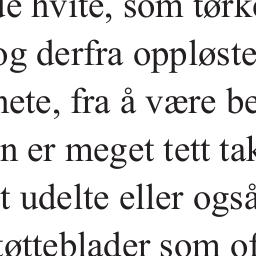 de hvite, som tørke
og derfra oppløste
nete, fra å være be
n er meget tett tak
t udelte eller også
tøtteblader som of